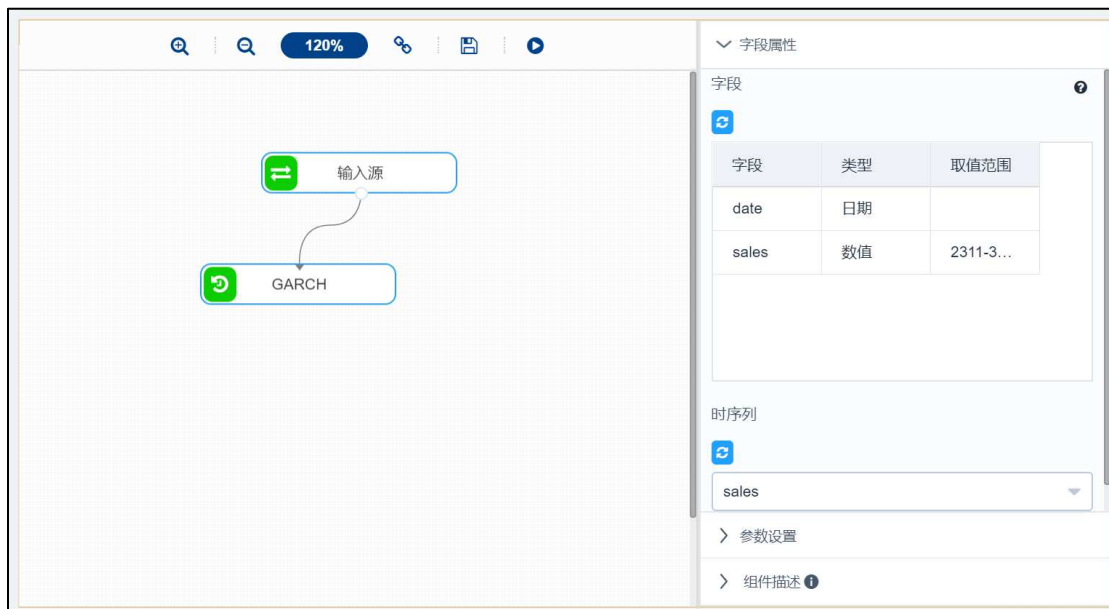 120%
输入源
GARCH
字段属性
字段
字段 类型 取值范围
date 日期
sales 数值 2311-3...
时序列
sales
参数设置
组件描述